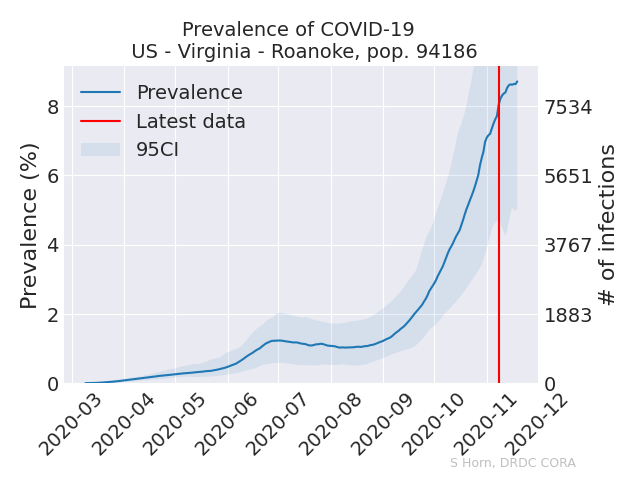 Prevalence of COVID-19
US - Virginia - Roanoke, pop. 94186
Prevalence
Latest data
95CI
Prevalence (%)
8
6
4
2
0
7534
5651
3767
1883
0
# of infections
2020-03
2020-04
2020-05
2020-06
2020-07
2020-08
2020-09
2020-10
2020-11
2020-12
S Horn, DRDC CORA